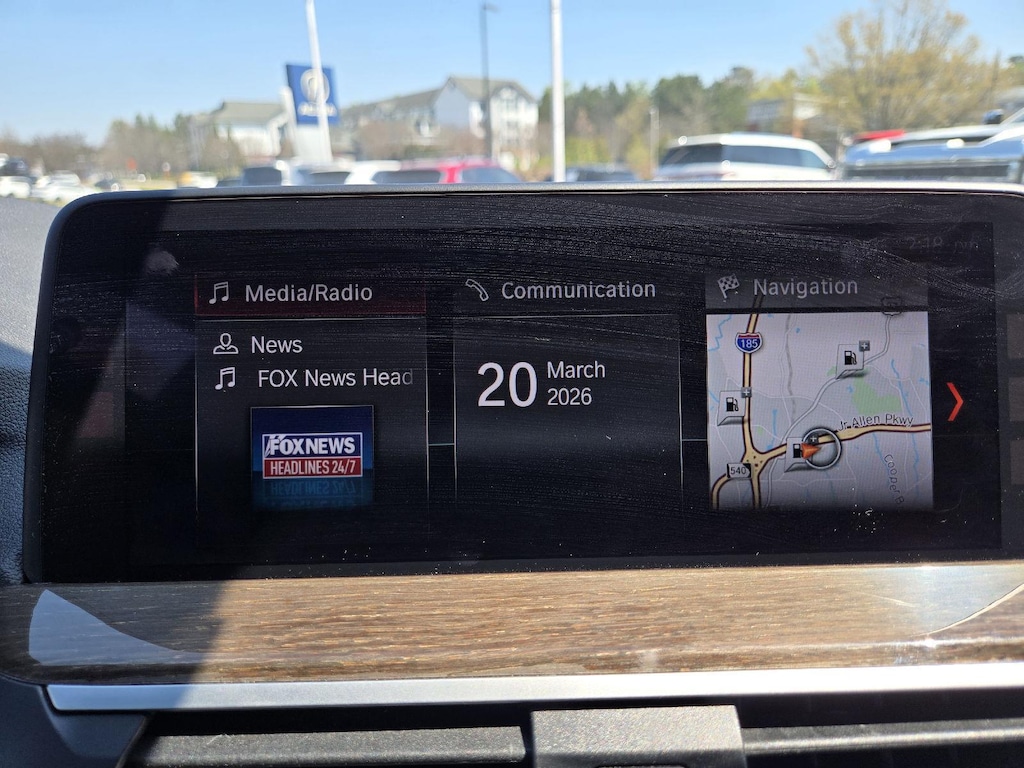 Media/Radio
News
FOX News Head
FOX NEWS
HEADLINES 24/7
Communication
20 March
2026
Navigation
185
Jr Allen Pkwy
540